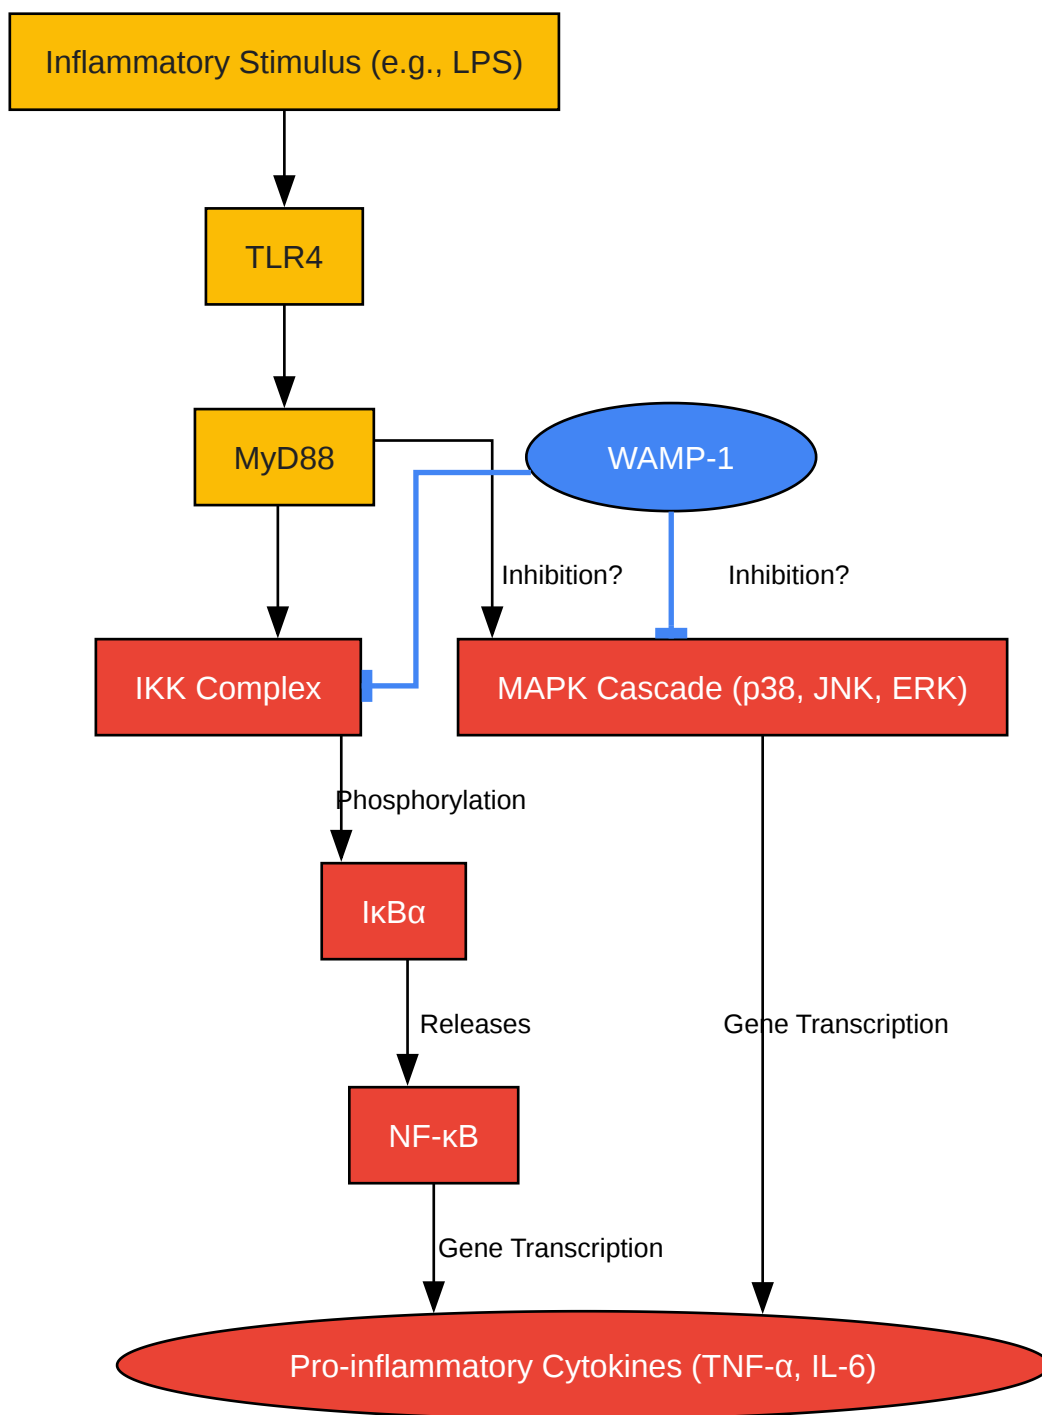 Inflammatory Stimulus (e.g., LPS)
TLR4
MyD88
WAMP-1
Inhibition?
Inhibition?
IKK Complex
MAPK Cascade (p38, JNK, ERK)
Phosphorylation
IκBα
Releases
Gene Transcription
NF-κB
Gene Transcription
Pro-inflammatory Cytokines (TNF-α, IL-6)